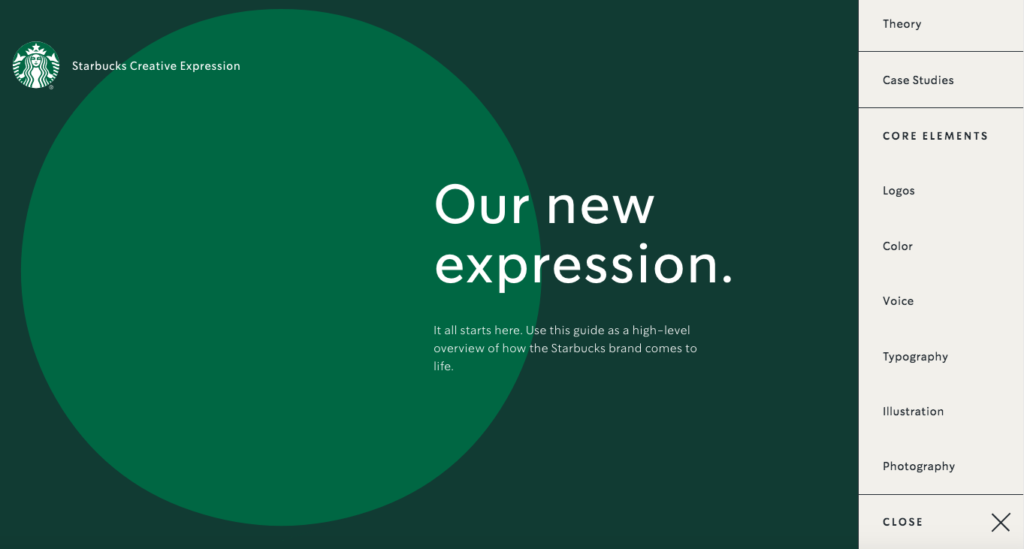 Starbucks Creative Expression
Our new
expression.
It all starts here. Use this guide as a high-level
overview of how the Starbucks brand comes to
life.
Theory
Case Studies
CORE ELEMENTS
Logos
Color
Voice
Typography
Illustration
Photography
CLOSE